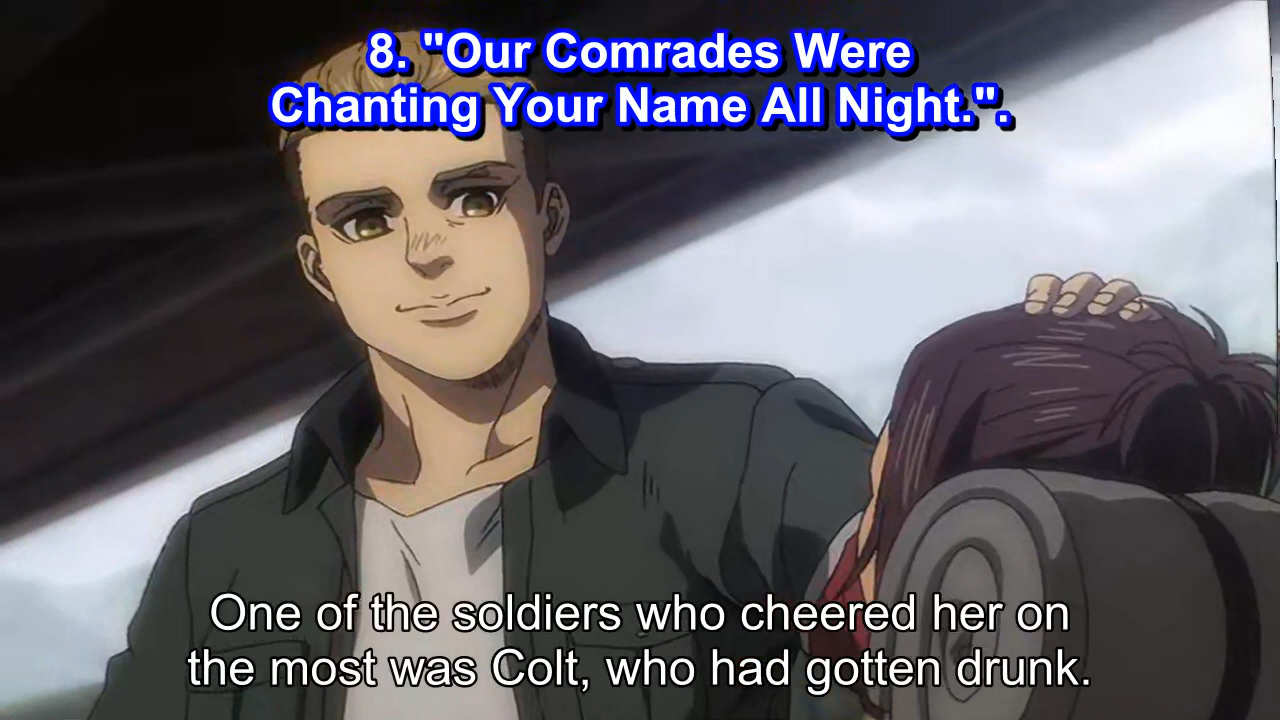 8. "Our Comrades Were
Chanting Your Name All Night.".
One of the soldiers who cheered her on
the most was Colt, who had gotten drunk.